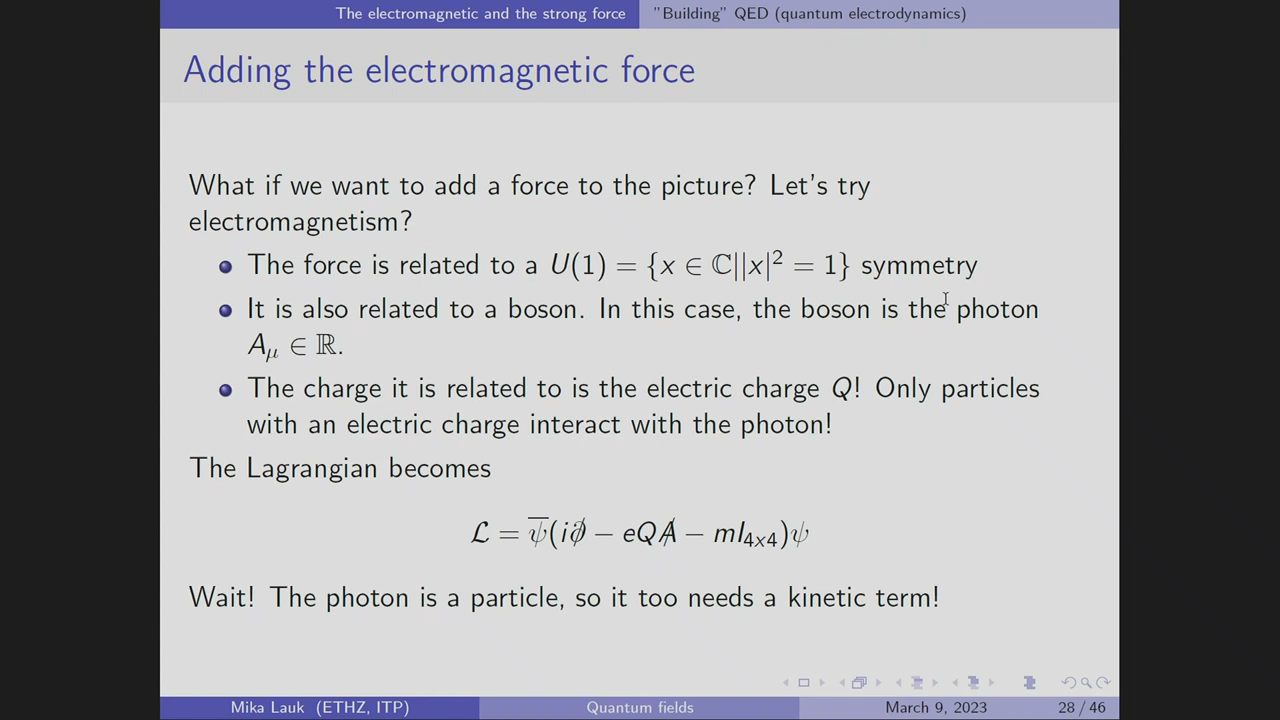 The electromagnetic and the strong force "Building" QED (quantum electrodynamics)
Adding the electromagnetic force
What if we want to add a force to the picture? Let's try
electromagnetism?
The force is related to a U(1) = {x ∈ ℂ||x|² = 1} symmetry
It is also related to a boson. In this case, the boson is the photon
A_μ ∈ ℝ.
The charge it is related to is the electric charge Q! Only particles
with an electric charge interact with the photon!
The Lagrangian becomes
ℒ = ψ̅(i∂̸ − eQA̸ − mI₄ₓ₄)ψ
Wait! The photon is a particle, so it too needs a kinetic term!
Mika Lauk (ETHZ, ITP) Quantum fields March 9, 2023 28 / 46